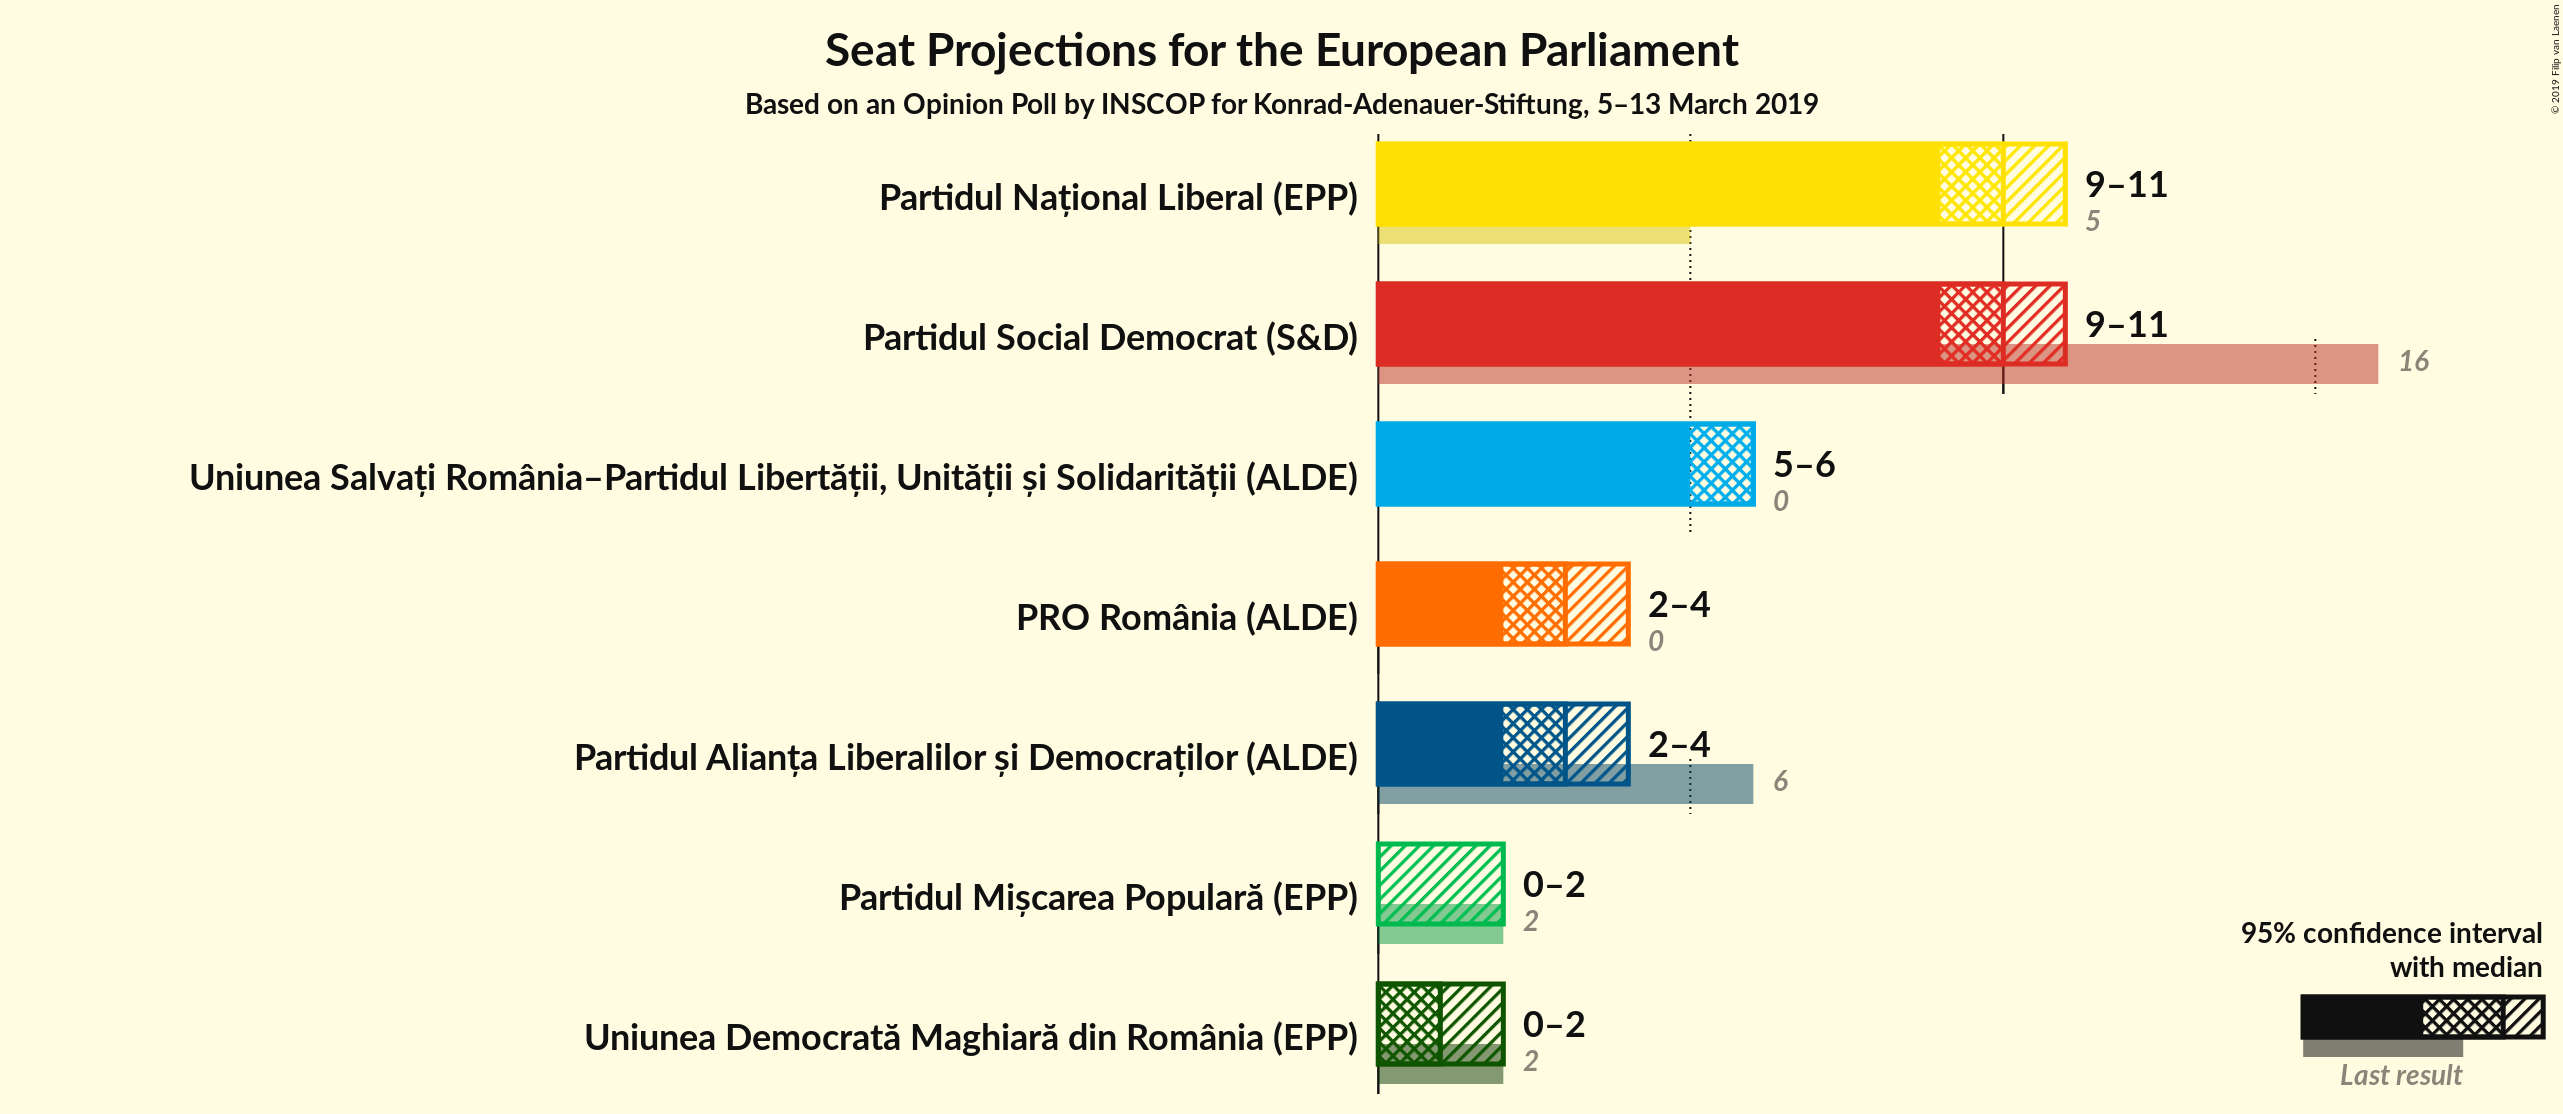 Seat Projections for the European Parliament
Based on an Opinion Poll by INSCOP for Konrad-Adenauer-Stiftung, 5–13 March 2019
© 2019 Filip van Laenen
Partidul Național Liberal (EPP)
9–11
5
Partidul Social Democrat (S&D)
9–11
16
Uniunea Salvați România–Partidul Libertății, Unității și Solidarității (ALDE)
5–6
0
PRO România (ALDE)
2–4
0
Partidul Alianța Liberalilor și Democraților (ALDE)
2–4
6
Partidul Mișcarea Populară (EPP)
0–2
2
Uniunea Democrată Maghiară din România (EPP)
0–2
2
95% confidence interval
with median
Last result